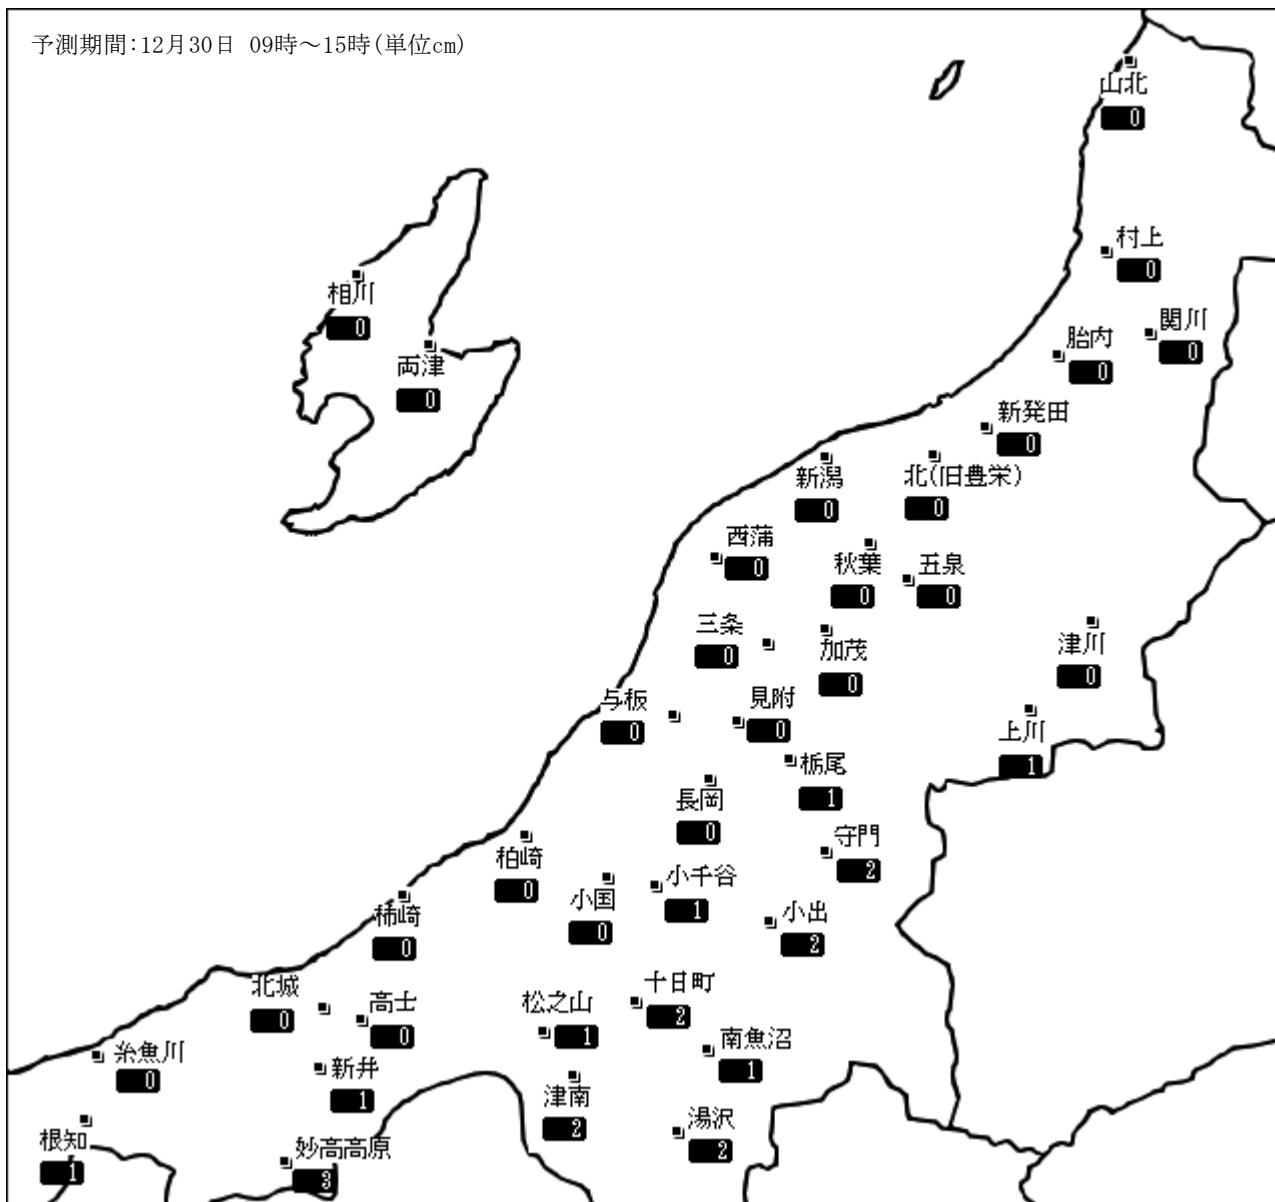 予測期間:12月30日 09時～15時(単位cm)
山北
0
村上
0
相川
0
関川
0
胎内
0
両津
0
新発田
0
新潟
0
北(旧豊栄)
0
西蒲
0
秋葉
0
五泉
0
三条
0
加茂
0
津川
0
与板
0
見附
0
上川
1
栃尾
1
長岡
0
守門
2
柏崎
0
小千谷
1
小国
0
小出
2
柿崎
0
北城
0
高士
0
松之山
1
十日町
2
南魚沼
1
糸魚川
0
新井
1
津南
2
湯沢
2
根知
1
妙高高原
3